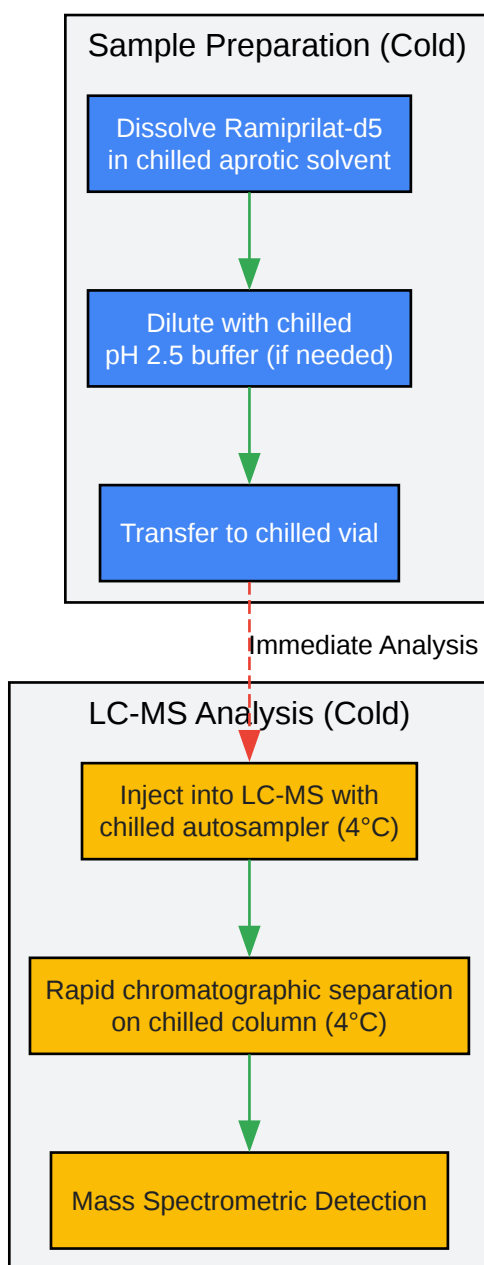 Sample Preparation (Cold)
Dissolve Ramiprilat-d5
in chilled aprotic solvent
Dilute with chilled
pH 2.5 buffer (if needed)
Transfer to chilled vial
Immediate Analysis
LC-MS Analysis (Cold)
Inject into LC-MS with
chilled autosampler (4°C)
Rapid chromatographic separation
on chilled column (4°C)
Mass Spectrometric Detection